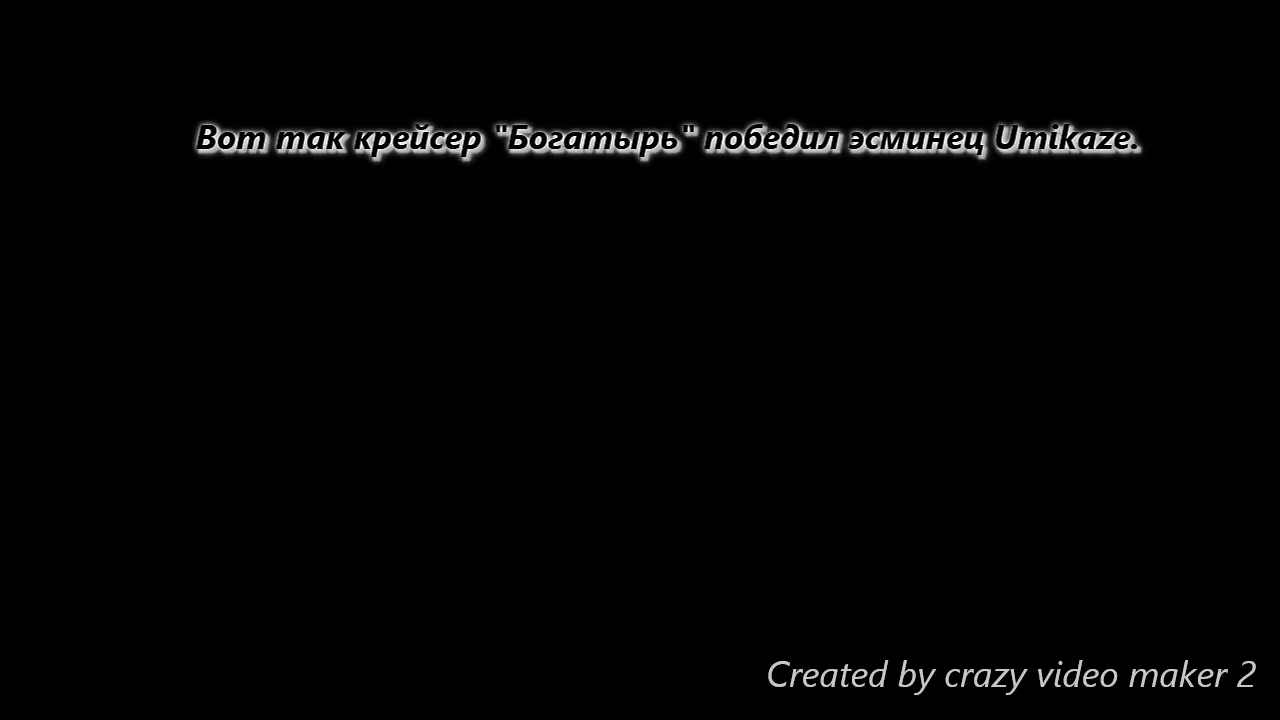 Вот так крейсер "Богатырь" победил эсминец Umikaze.
Created by crazy video maker 2